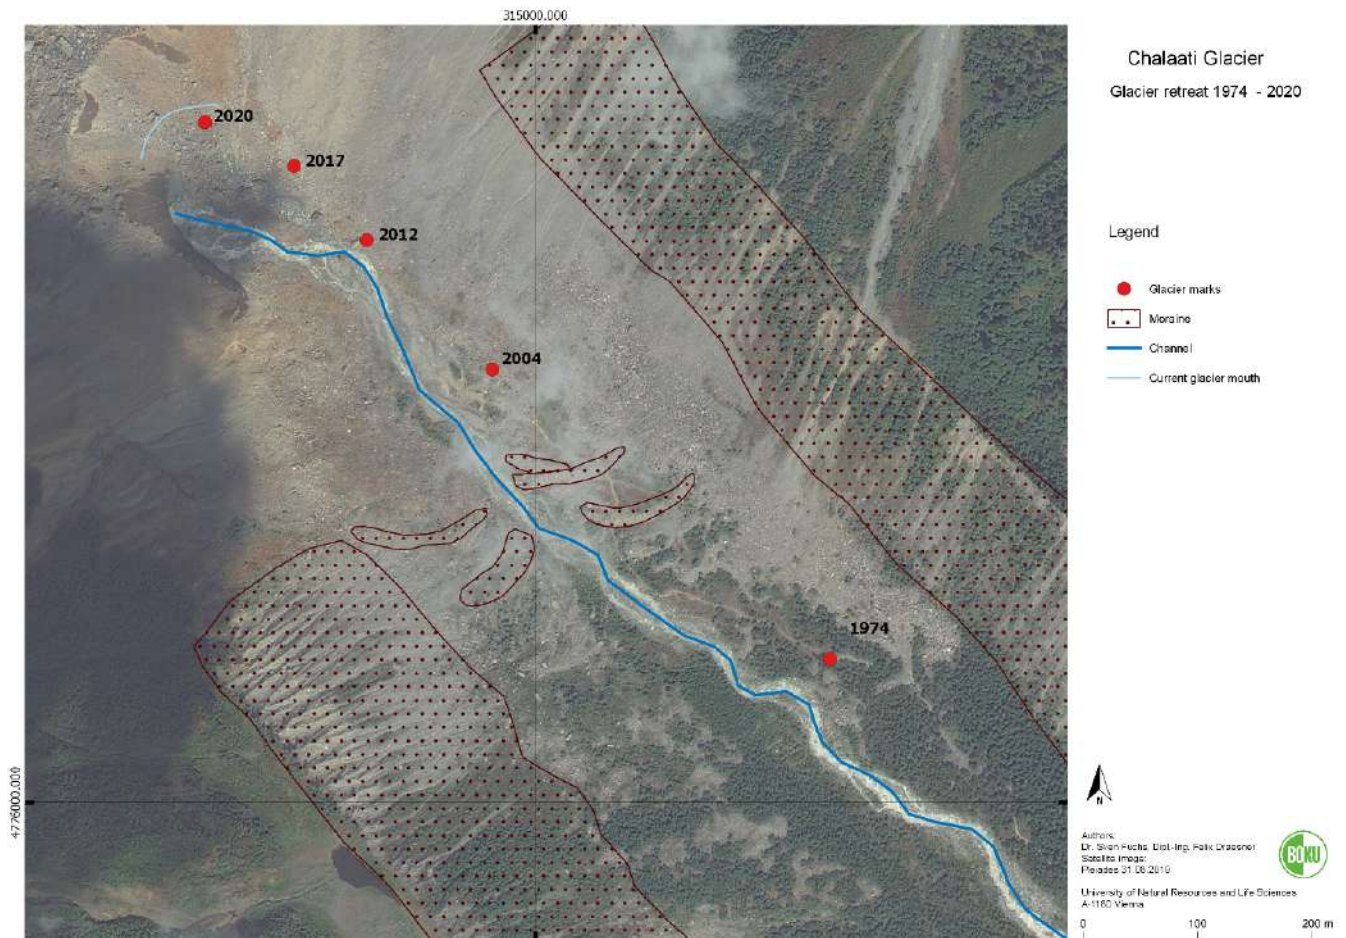 315000.000
Chalaati Glacier
Glacier retreat 1974 - 2020
2020
2017
2012
2004
1974
4776000.000
Legend
Glacier marks
Moraine
Channel
Current glacier mouth
N
Authors:
Dr. Sven Fuchs, Dipl.-Ing. Felix
Satellite image:
Pleiades 31.08.2019
University of Natural Resources and Life Sciences
A-1180 Vienna
BOKU
0 100 200 m